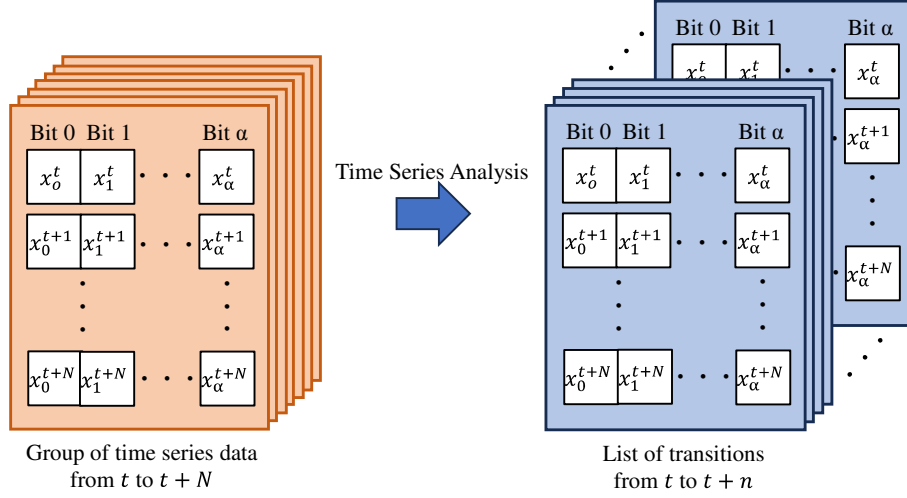 Bit 0 Bit 1 Bit α
x_o^t x_1^t · · · x_α^t
x_0^{t+1} x_1^{t+1} · · · x_α^{t+1}
x_0^{t+N} x_1^{t+N} · · · x_α^{t+N}
Group of time series data
from t to t + N
Time Series Analysis
Bit 0 Bit 1 Bit α
x_o^t x_1^t · · · x_α^t
x_α^{t+1}
x_α^{t+N}
Bit 0 Bit 1 Bit α
x_o^t x_1^t · · · x_α^t
x_0^{t+1} x_1^{t+1} · · · x_α^{t+1}
x_0^{t+N} x_1^{t+N} · · · x_α^{t+N}
List of transitions
from t to t + n